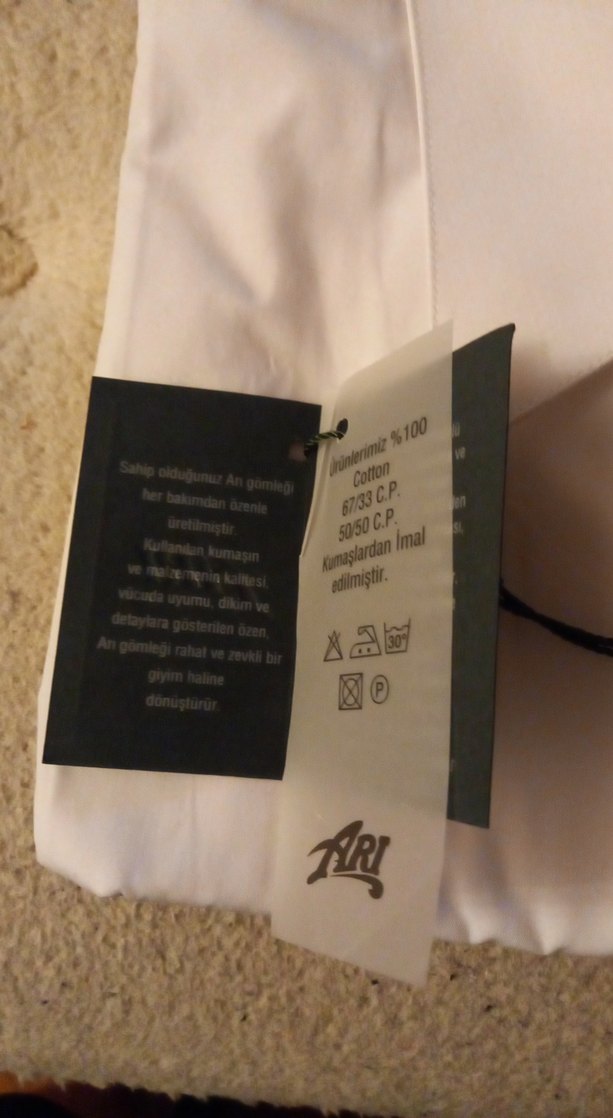 Sahip olduğunuz Arı gömleği
her bakımdan özenle
üretilmiştir.
Kullanılan kumaşın
ve malzemenin kalitesi,
vücuda uyumu, dikim ve
detaylara gösterilen özen,
Arı gömleği rahat ve zevkli bir
giyim haline
dönüştürür.
Ürünlerimiz %100
Cotton
67/33 C.P.
50/50 C.P.
Kumaşlardan İmal
edilmiştir.
30°
P
ARI
ve